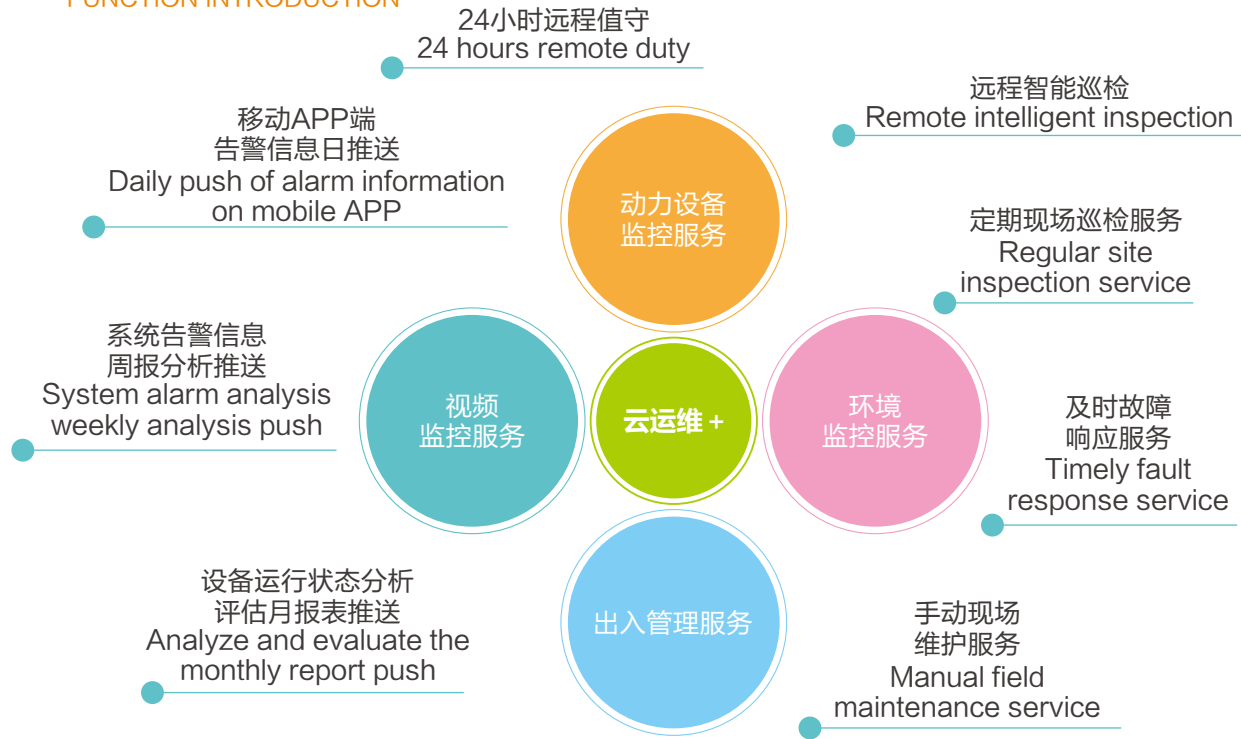 FUNCTION INTRODUCTION
24小时远程值守
24 hours remote duty
远程智能巡检
Remote intelligent inspection
移动APP端
告警信息日推送
Daily push of alarm information
on mobile APP
动力设备
监控服务
定期现场巡检服务
Regular site
inspection service
系统告警信息
周报分析推送
System alarm analysis
weekly analysis push
视频
监控服务
云运维 +
环境
监控服务
及时故障
响应服务
Timely fault
response service
设备运行状态分析
评估月报表推送
Analyze and evaluate the
monthly report push
出入管理服务
手动现场
维护服务
Manual field
maintenance service